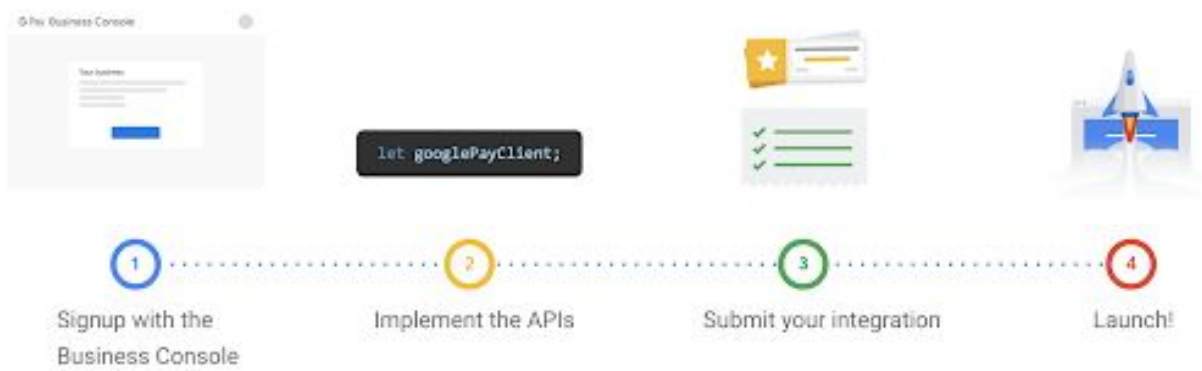 G Pay Business Console
Your business
let googlePayClient;
1
2
3
4
Signup with the
Business Console
Implement the APIs
Submit your integration
Launch!